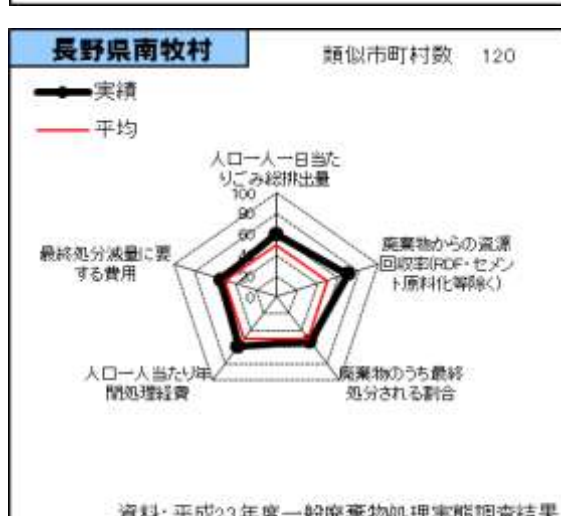 長野県南牧村
類似市町村数 120
実績
平均
人口一人一日当た
りごみ総排出量
100
80
60
40
20
0
廃棄物からの資源
回収率(RDF・セメン
ト原料化等除く)
廃棄物のうち最終
処分される割合
人口一人当たり年
間処理経費
最終処分減量に要
する費用
資料:平成23年度一般廃棄物処理実態調査結果